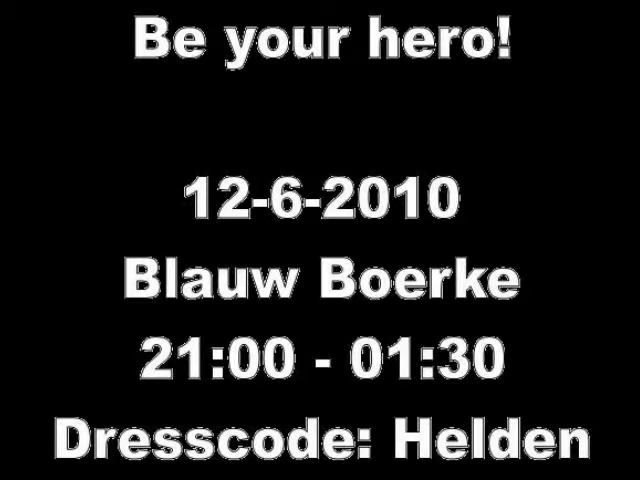 Be your hero!
12-6-2010
Blauw Boerke
21:00 - 01:30
Dresscode: Helden